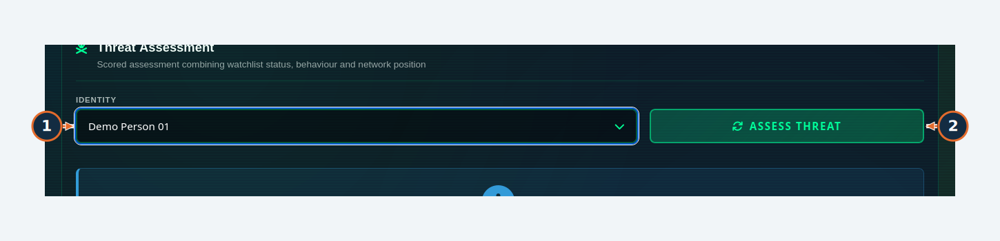 Threat Assessment
Scored assessment combining watchlist status, behaviour and network position
IDENTITY
1
Demo Person 01
ASSESS THREAT
2